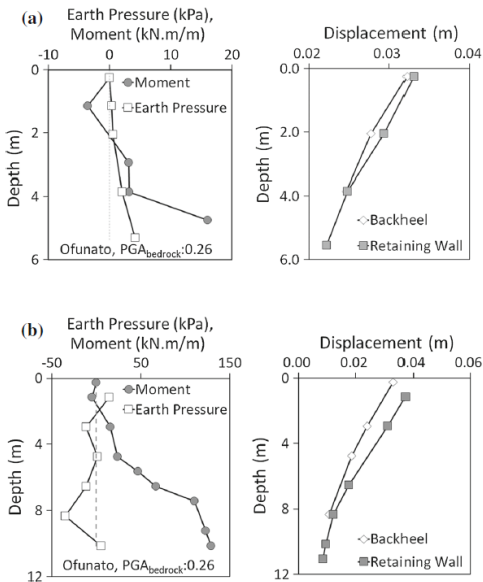 (a)
Earth Pressure (kPa),
Moment (kN.m/m)
-10 0 10 20
0
2
4
6
Depth (m)
Moment
Earth Pressure
Ofunato, PGAbedrock:0.26
Displacement (m)
0.02 0.03 0.04
0.0
2.0
4.0
6.0
Depth (m)
Backheel
Retaining Wall
(b)
Earth Pressure (kPa),
Moment (kN.m/m)
-50 50 150
0
4
8
12
Depth (m)
Moment
Earth Pressure
Ofunato, PGAbedrock:0.26
Displacement (m)
0.00 0.02 0.04 0.06
0
4
8
12
Depth (m)
Backheel
Retaining Wall